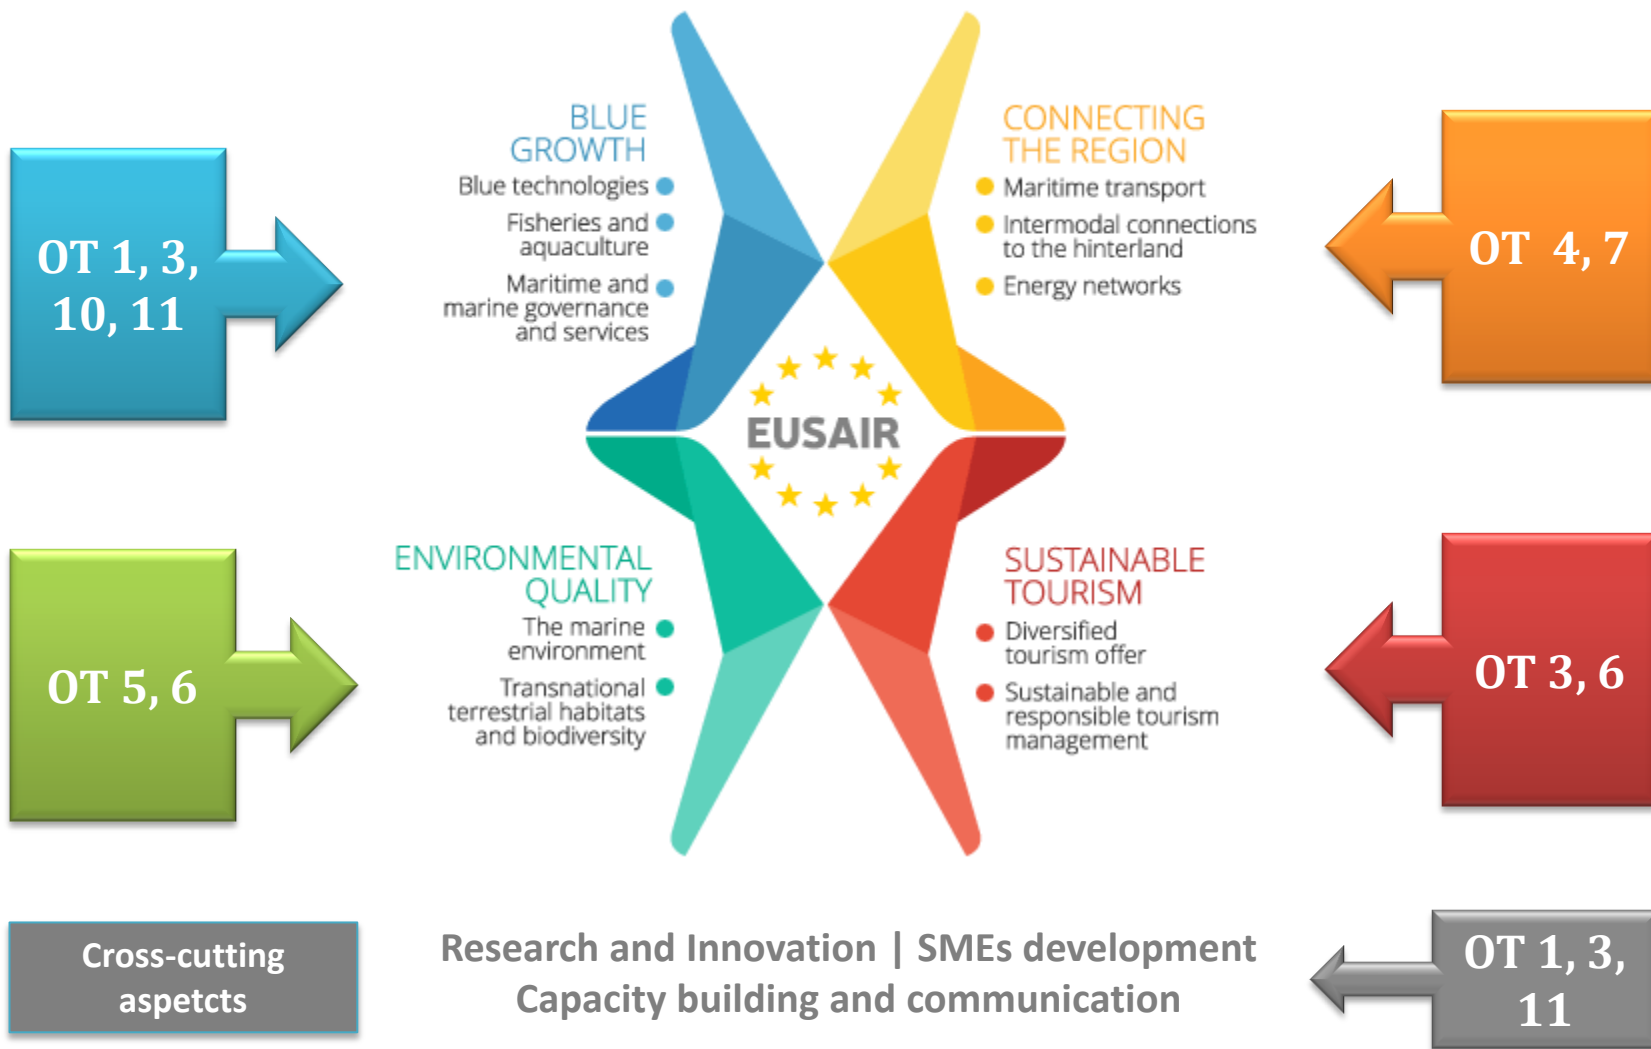 OT 1, 3,
10, 11
BLUE
GROWTH
Blue technologies
Fisheries and
aquaculture
Maritime and
marine governance
and services
CONNECTING
THE REGION
Maritime transport
Intermodal connections
to the hinterland
Energy networks
OT 4, 7
EUSAIR
OT 5, 6
ENVIRONMENTAL
QUALITY
The marine
environment
Transnational
terrestrial habitats
and biodiversity
SUSTAINABLE
TOURISM
Diversified
tourism offer
Sustainable and
responsible tourism
management
OT 3, 6
Cross-cutting
aspetcts
Research and Innovation | SMEs development
Capacity building and communication
OT 1, 3,
11